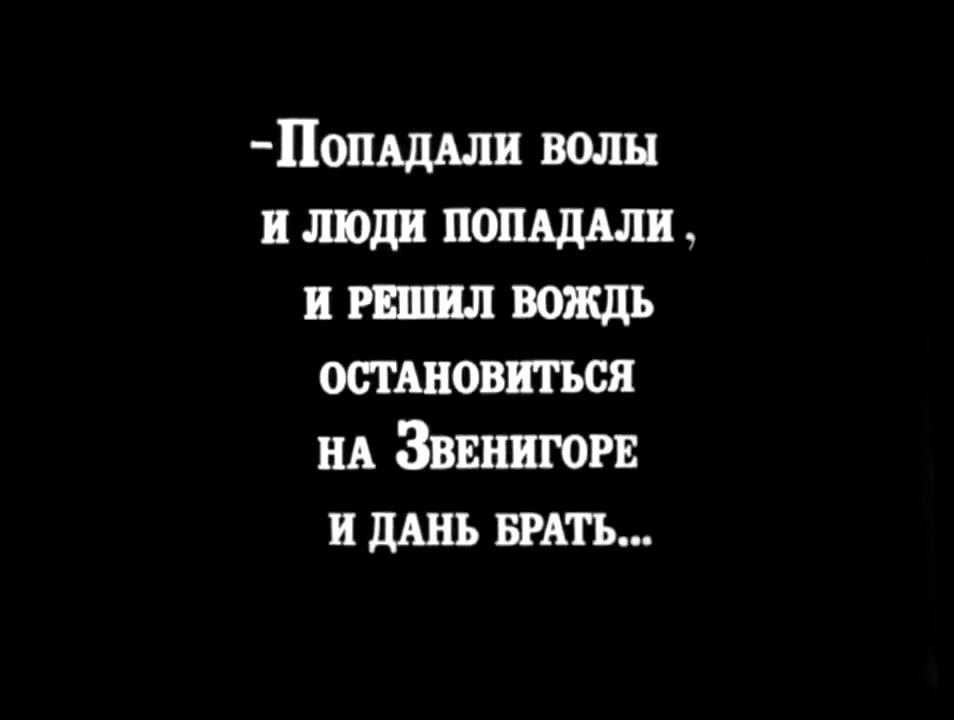 -Попадали волы
и люди попадали,
и решил вождь
остановиться
на Звенигоре
и дань брать...